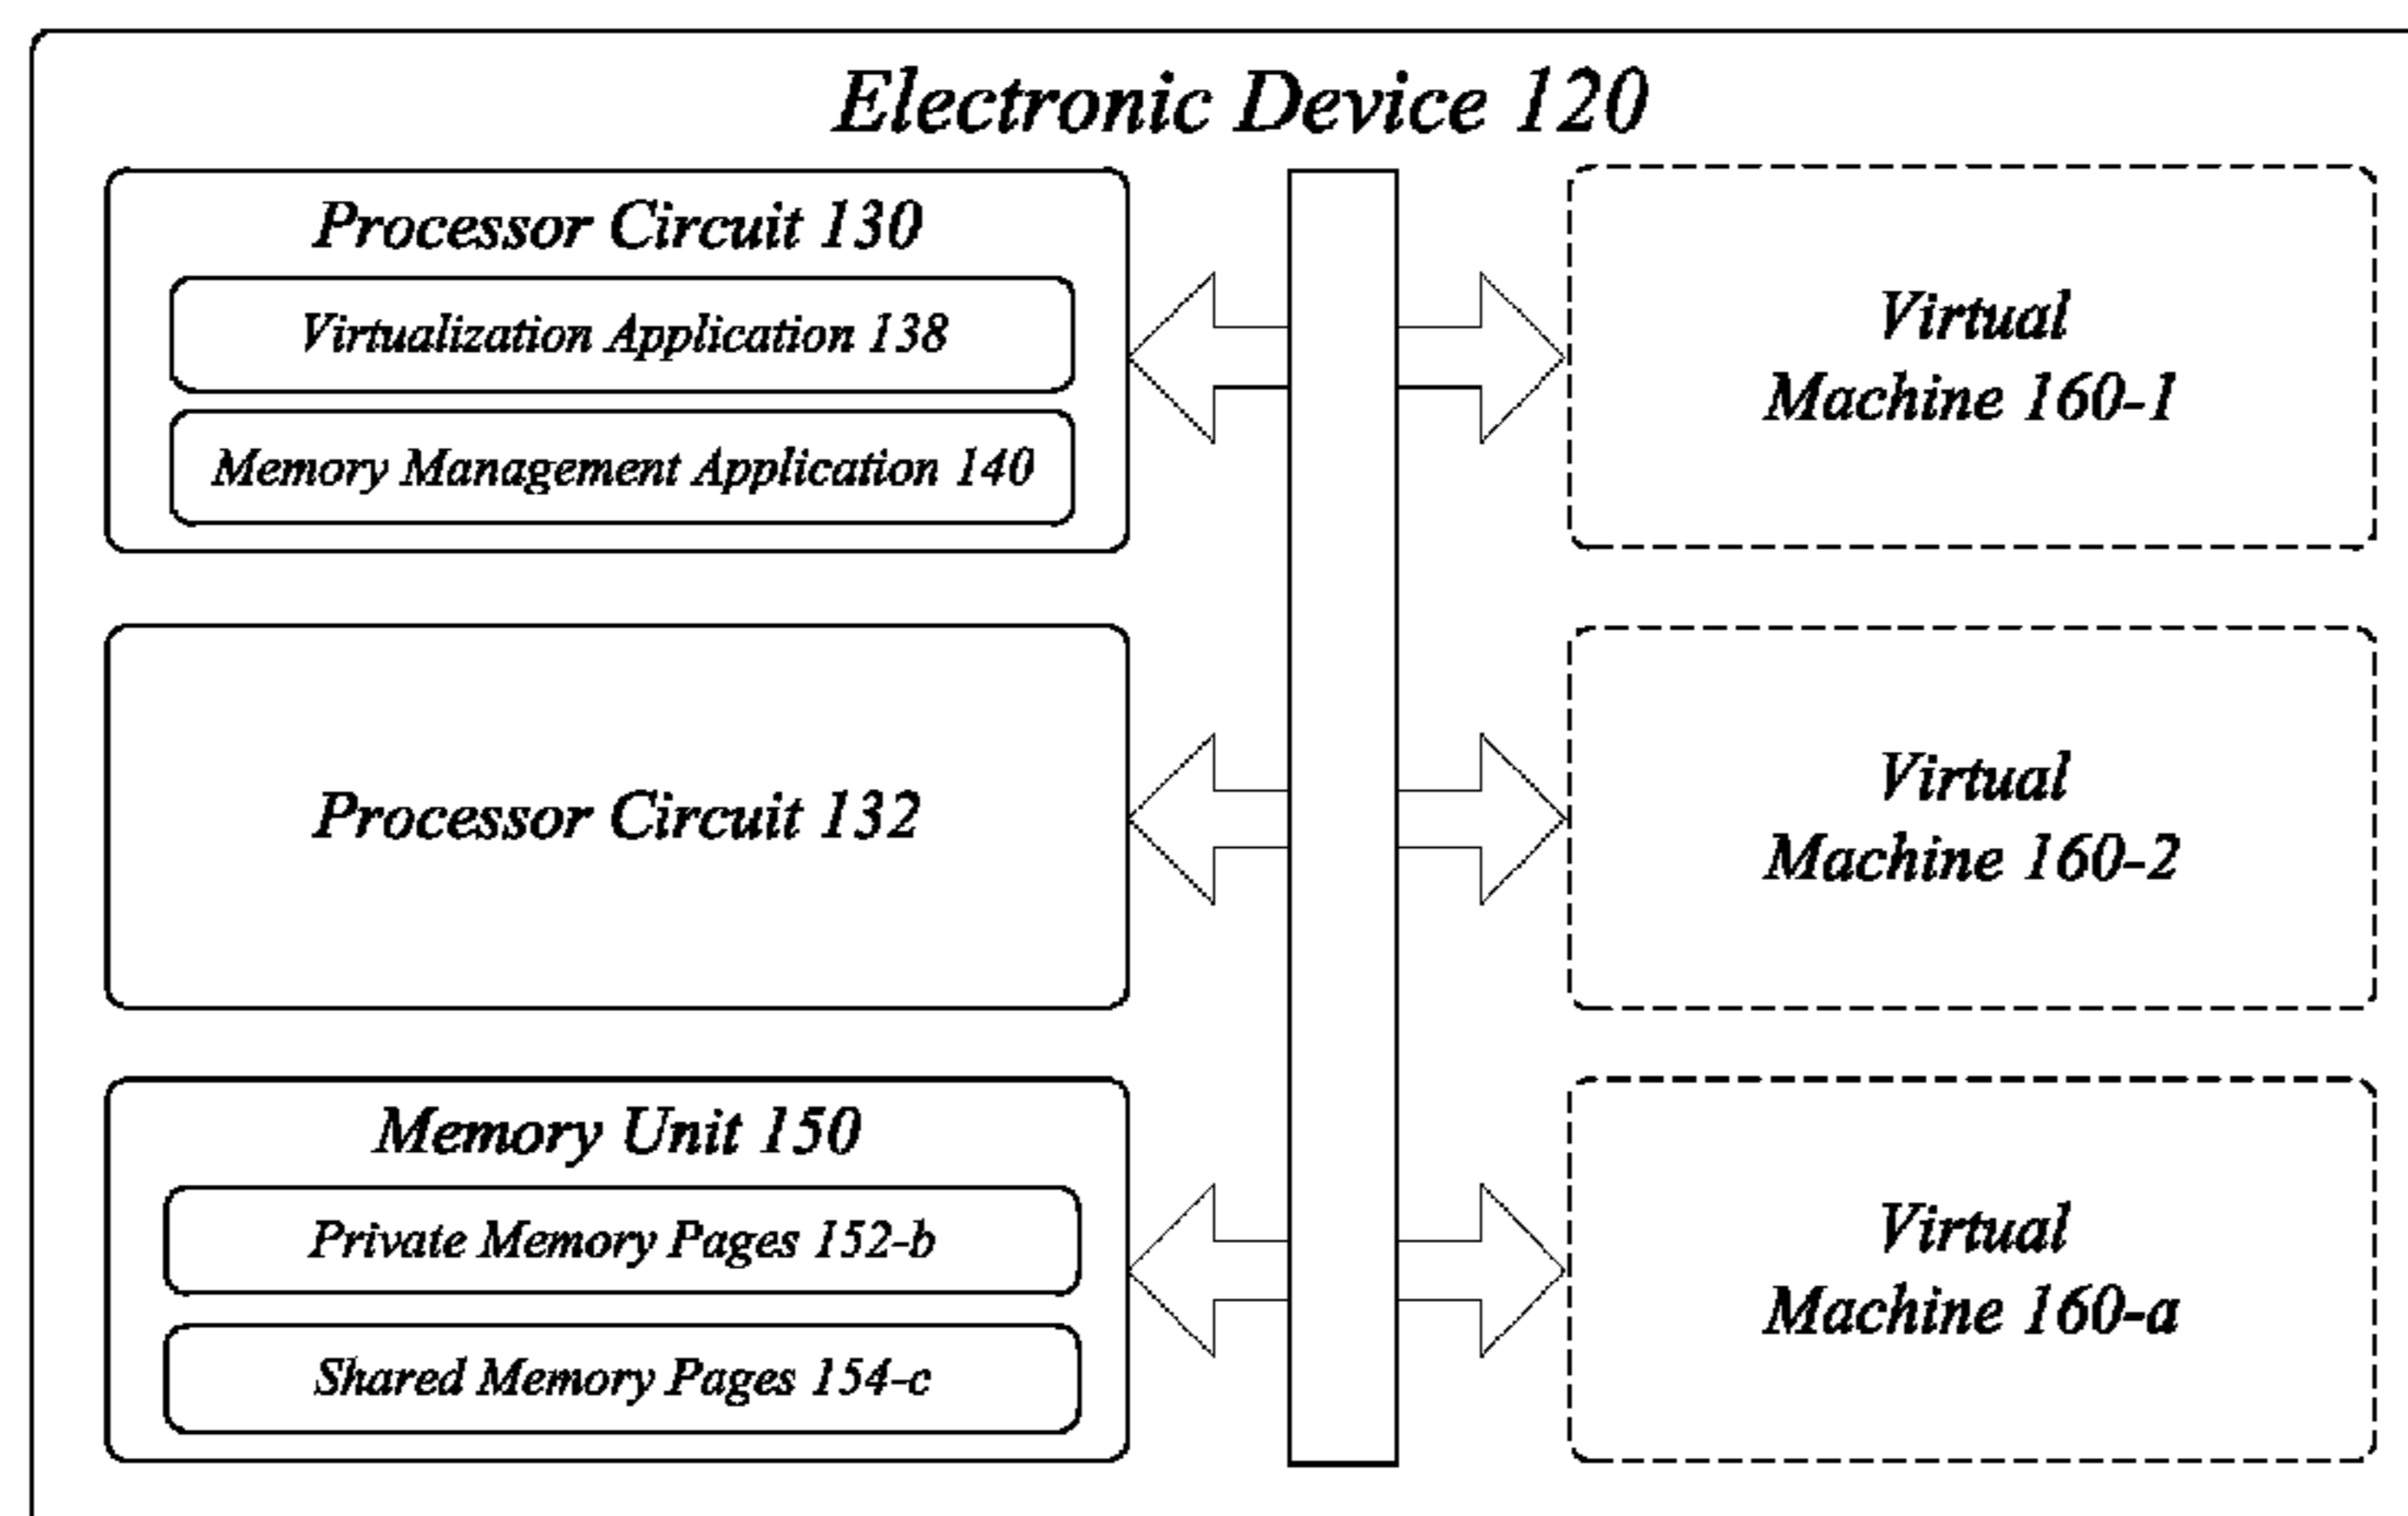 Electronic Device 120
Processor Circuit 130
Virtualization Application 138
Memory Management Application 140
Virtual
Machine 160-1
Processor Circuit 132
Virtual
Machine 160-2
Memory Unit 150
Private Memory Pages 152-b
Shared Memory Pages 154-c
Virtual
Machine 160-a